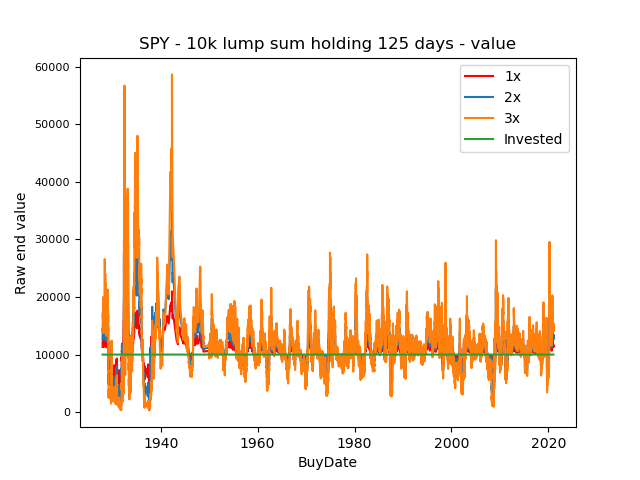 SPY - 10k lump sum holding 125 days - value
60000
50000
40000
30000
20000
10000
0
Raw end value
1x
2x
3x
Invested
1940
1960
1980
2000
2020
BuyDate